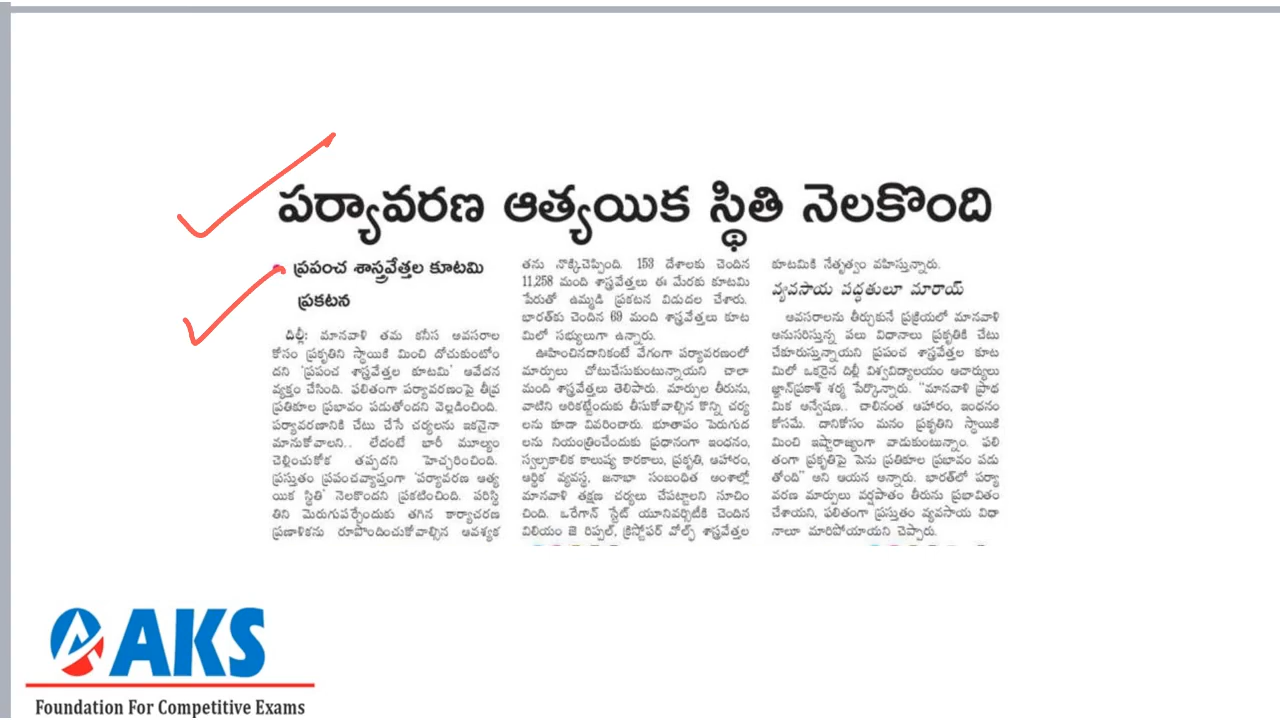 పర్యావరణ ఆత్యయిక స్థితి నెలకొంది
ప్రపంచ శాస్త్రవేత్తల కూటమి
ప్రకటన
దిల్లీ: మానవాళి తమ కనీస అవసరాల
కోసం ప్రకృతిని స్థాయికి మించి దోచుకుంటోం
దని 'ప్రపంచ శాస్త్రవేత్తల కూటమి' ఆవేదన
వ్యక్తం చేసింది. ఫలితంగా పర్యావరణంపై తీవ్ర
ప్రతికూల ప్రభావం పడుతోందని వెల్లడించింది.
పర్యావరణానికి చేటు చేసే చర్యలను ఇకనైనా
మానుకోవాలని.. లేదంటే భారీ మూల్యం
చెల్లించుకోక తప్పదని హెచ్చరించింది.
ప్రస్తుతం ప్రపంచవ్యాప్తంగా 'పర్యావరణ ఆత్య
యిక స్థితి' నెలకొందని ప్రకటించింది. పరిస్థి
తిని మెరుగుపర్చేందుకు తగిన కార్యాచరణ
ప్రణాళికను రూపొందించుకోవాల్సిన ఆవశ్యక
తను నొక్కిచెప్పింది. 153 దేశాలకు చెందిన
11,258 మంది శాస్త్రవేత్తలు ఈ మేరకు కూటమి
పేరుతో ఉమ్మడి ప్రకటన విడుదల చేశారు.
భారత్‌కు చెందిన 69 మంది శాస్త్రవేత్తలు కూట
మిలో సభ్యులుగా ఉన్నారు.
ఊహించినదానికంటే వేగంగా పర్యావరణంలో
మార్పులు చోటుచేసుకుంటున్నాయని చాలా
మంది శాస్త్రవేత్తలు తెలిపారు. మార్పుల తీరును,
వాటిని అరికట్టేందుకు తీసుకోవాల్సిన కొన్ని చర్య
లను కూడా వివరించారు. భూతాపం పెరుగుద
లను నియంత్రించేందుకు ప్రధానంగా ఇంధనం,
స్వల్పకాలిక కాలుష్య కారకాలు, ప్రకృతి, ఆహారం,
ఆర్థిక వ్యవస్థ, జనాభా సంబంధిత అంశాల్లో
మానవాళి తక్షణ చర్యలు చేపట్టాలని సూచిం
చింది. ఒరేగాన్ స్టేట్ యూనివర్సిటీకి చెందిన
విలియం జె రిప్పల్, క్రిస్టోఫర్ వోల్ఫ్ శాస్త్రవేత్తల
కూటమికి నేతృత్వం వహిస్తున్నారు.
వ్యవసాయ పద్ధతులూ మారాయ్
అవసరాలను తీర్చుకునే ప్రక్రియలో మానవాళి
అనుసరిస్తున్న పలు విధానాలు ప్రకృతికి చేటు
చేకూరుస్తున్నాయని ప్రపంచ శాస్త్రవేత్తల కూట
మిలో ఒకరైన దిల్లీ విశ్వవిద్యాలయం ఆచార్యులు
జ్ఞాన్‌ప్రకాశ్ శర్మ పేర్కొన్నారు. "మానవాళి ప్రాథ
మిక అన్వేషణ.. చాలినంత ఆహారం, ఇంధనం
కోసమే. దానికోసం మనం ప్రకృతిని స్థాయికి
మించి ఇష్టారాజ్యంగా వాడుకుంటున్నాం. ఫలి
తంగా ప్రకృతిపై పెను ప్రతికూల ప్రభావం పడు
తోంది" అని ఆయన అన్నారు. భారత్‌లో పర్యా
వరణ మార్పులు వర్షపాతం తీరును ప్రభావితం
చేశాయని, ఫలితంగా ప్రస్తుతం వ్యవసాయ విధా
నాలూ మారిపోయాయని చెప్పారు.
AKS
Foundation For Competitive Exams